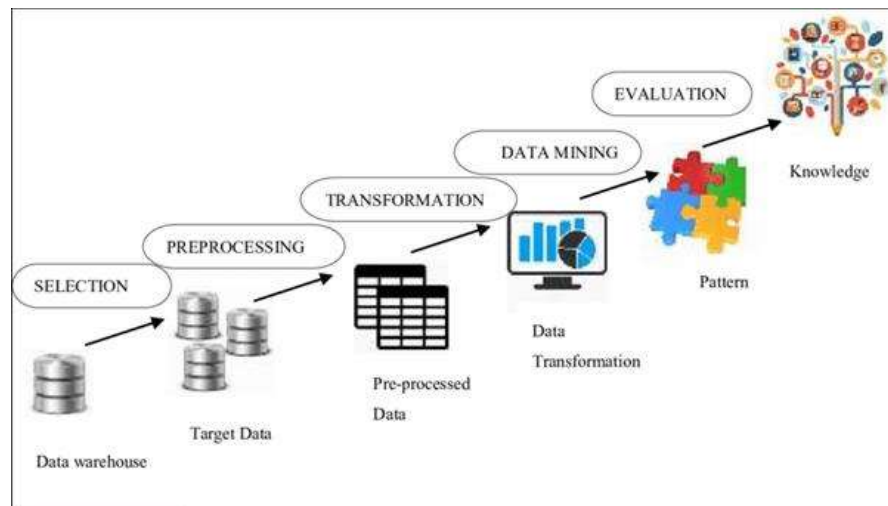 EVALUATION
Knowledge
DATA MINING
TRANSFORMATION
Pattern
PREPROCESSING
Data
Transformation
SELECTION
Pre-processed
Data
Target Data
Data warehouse